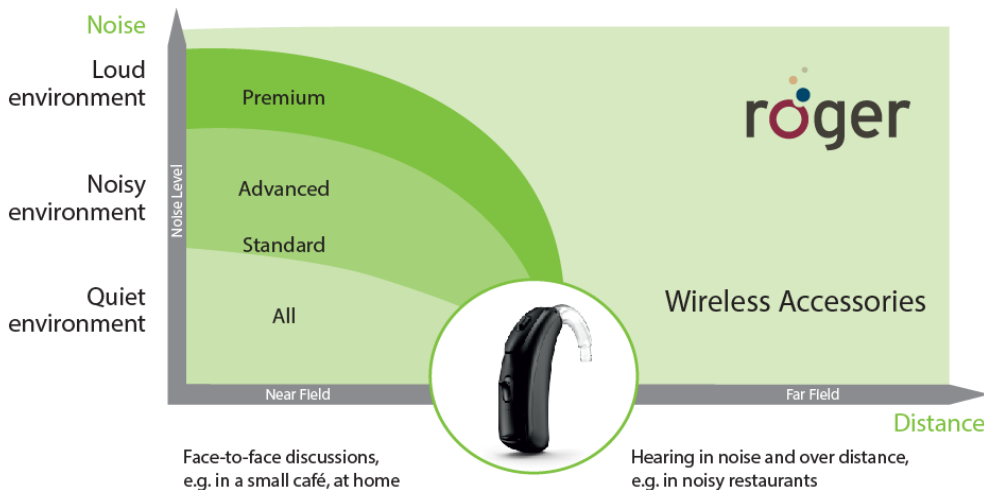 Noise
Loud
environment
Premium
roger
Noisy
environment
Noise Level
Advanced
Standard
Quiet
environment
All
Wireless Accessories
Near Field
Far Field
Distance
Face-to-face discussions,
e.g. in a small café, at home
Hearing in noise and over distance,
e.g. in noisy restaurants